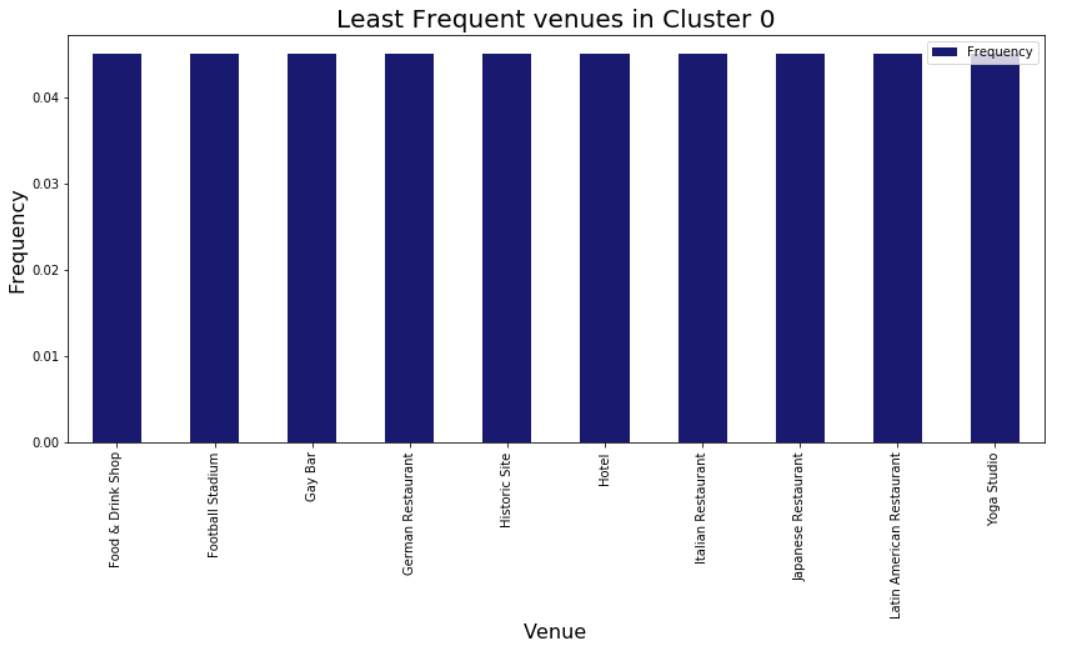 Least Frequent venues in Cluster 0
Frequency
Frequency
0.04
0.03
0.02
0.01
0.00
Food & Drink Shop
Football Stadium
Gay Bar
German Restaurant
Historic Site
Hotel
Italian Restaurant
Japanese Restaurant
Latin American Restaurant
Yoga Studio
Venue